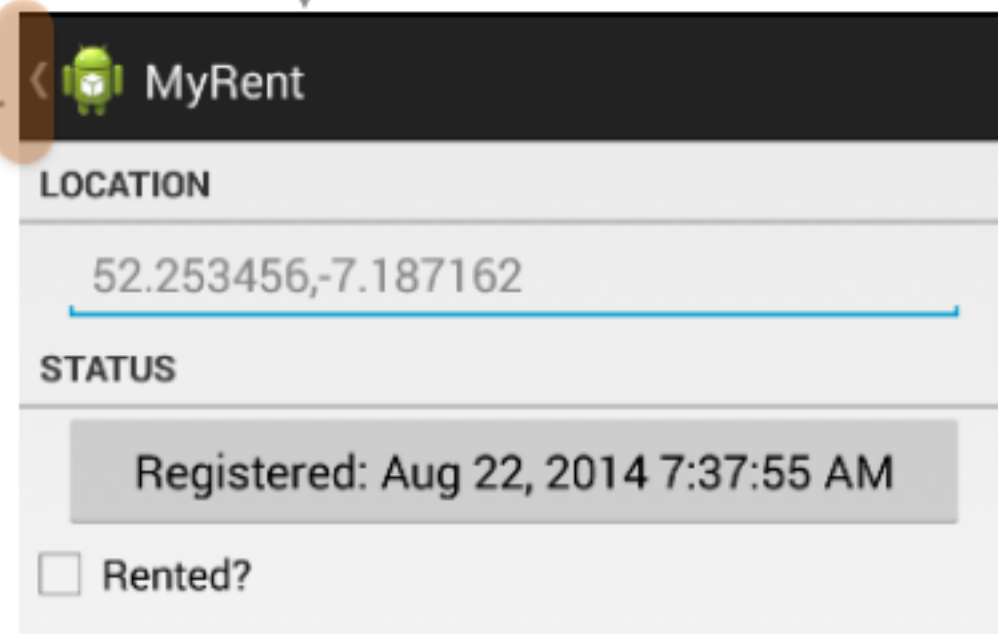 MyRent
LOCATION
52.253456,-7.187162
STATUS
Registered: Aug 22, 2014 7:37:55 AM
Rented?